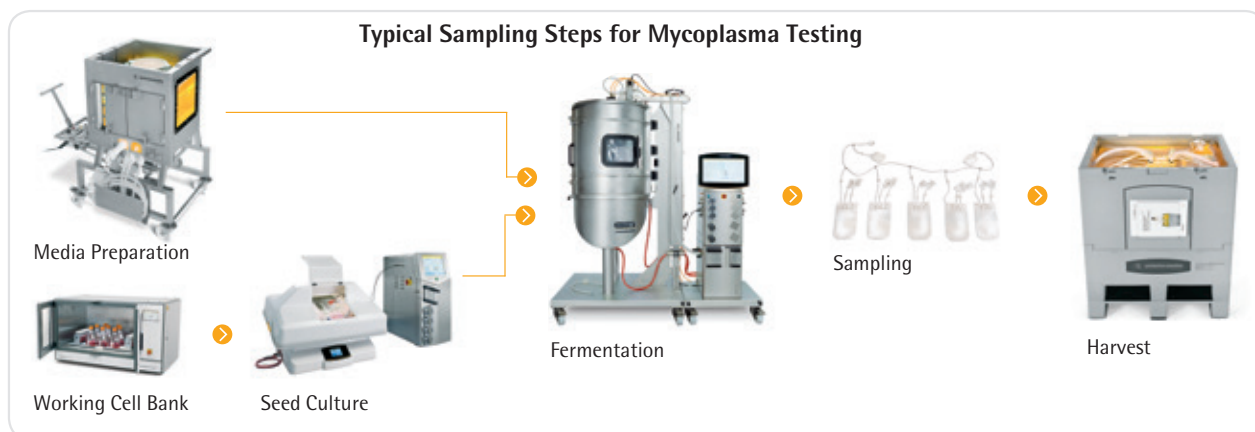 Typical Sampling Steps for Mycoplasma Testing
Media Preparation
Working Cell Bank
Seed Culture
Fermentation
Sampling
Harvest